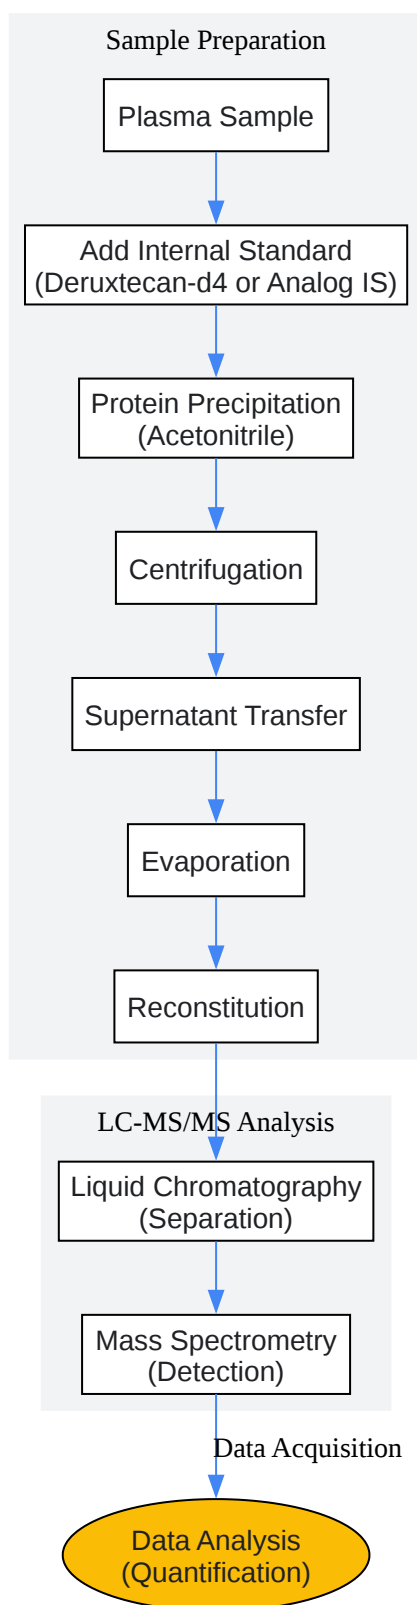 Sample Preparation
Plasma Sample
Add Internal Standard
(Deruxtecan-d4 or Analog IS)
Protein Precipitation
(Acetonitrile)
Centrifugation
Supernatant Transfer
Evaporation
Reconstitution
LC-MS/MS Analysis
Liquid Chromatography
(Separation)
Mass Spectrometry
(Detection)
Data Acquisition
Data Analysis
(Quantification)